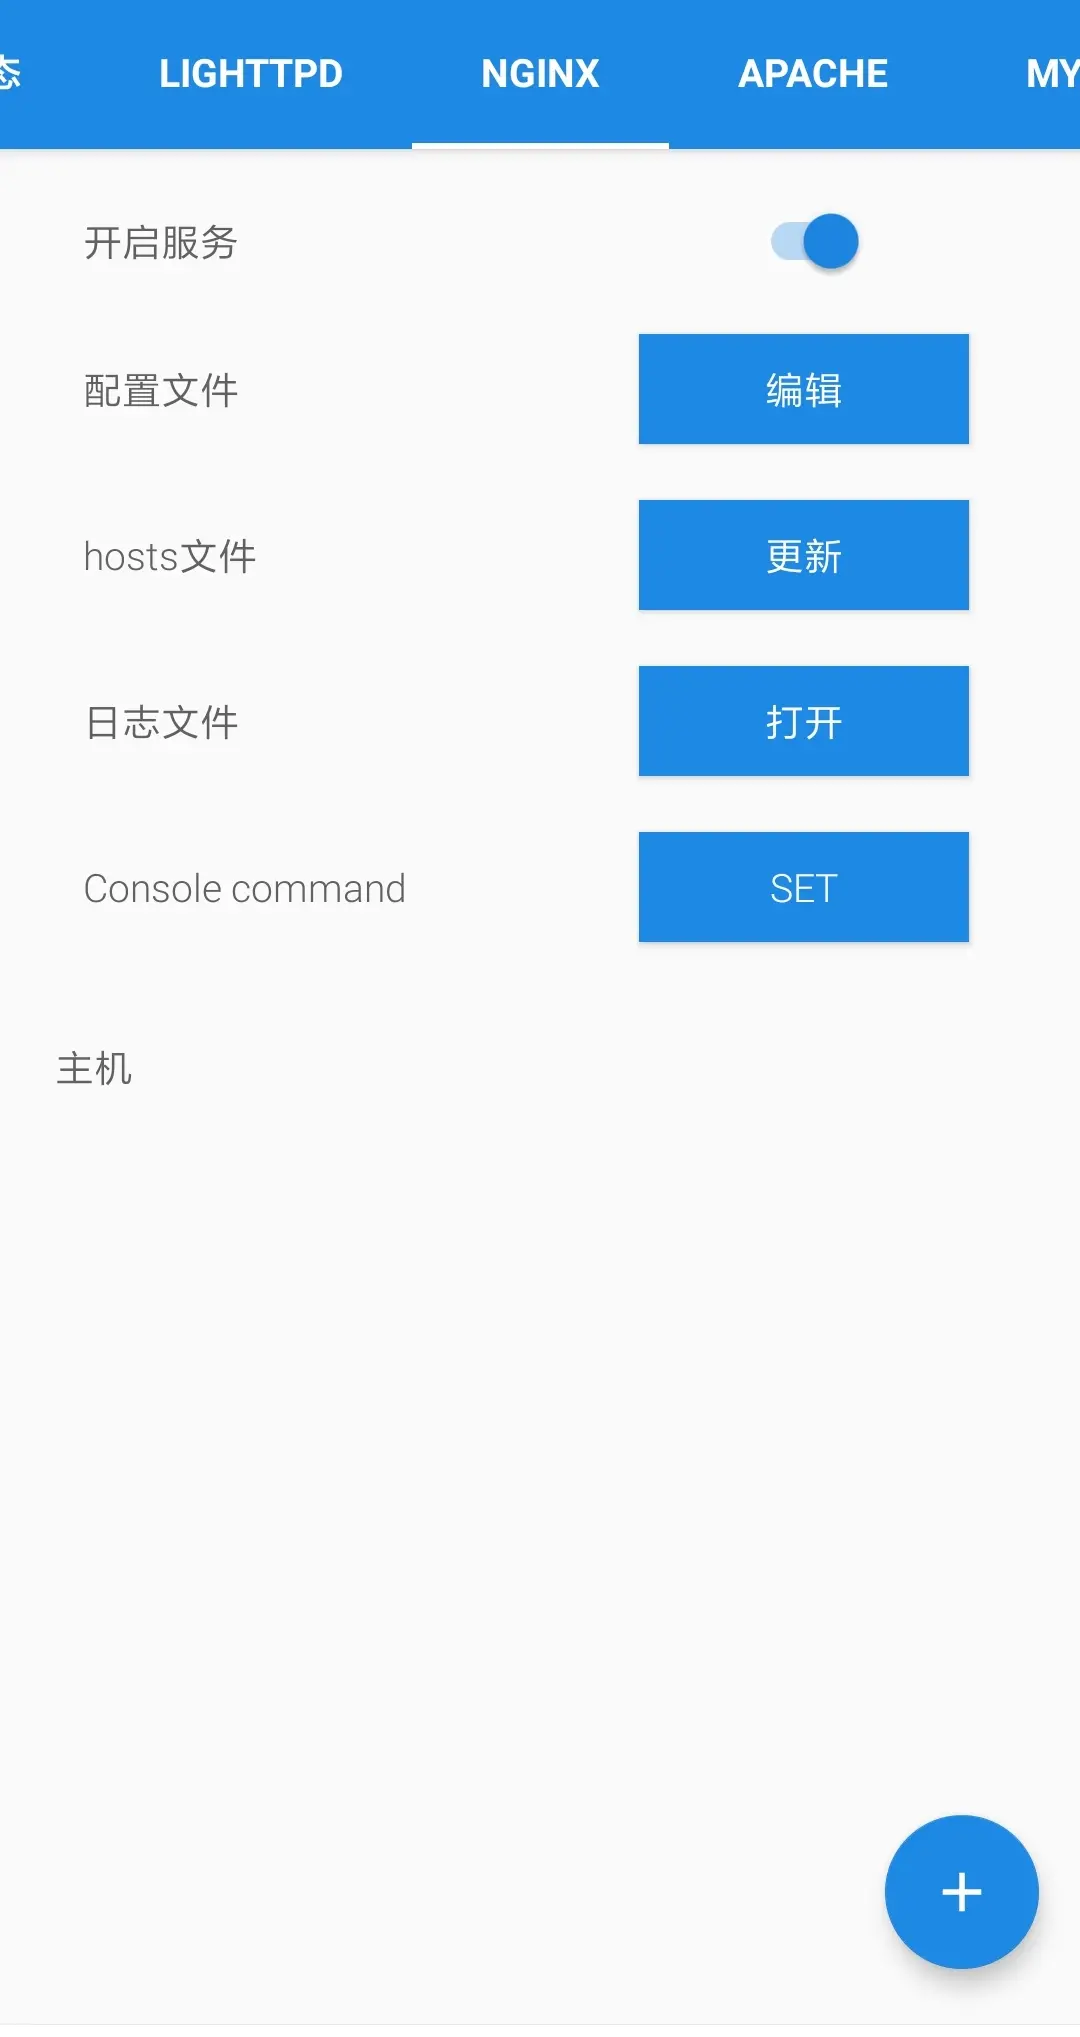 态 LIGHTTPD NGINX APACHE MY
开启服务
配置文件 编辑
hosts文件 更新
日志文件 打开
Console command SET
主机